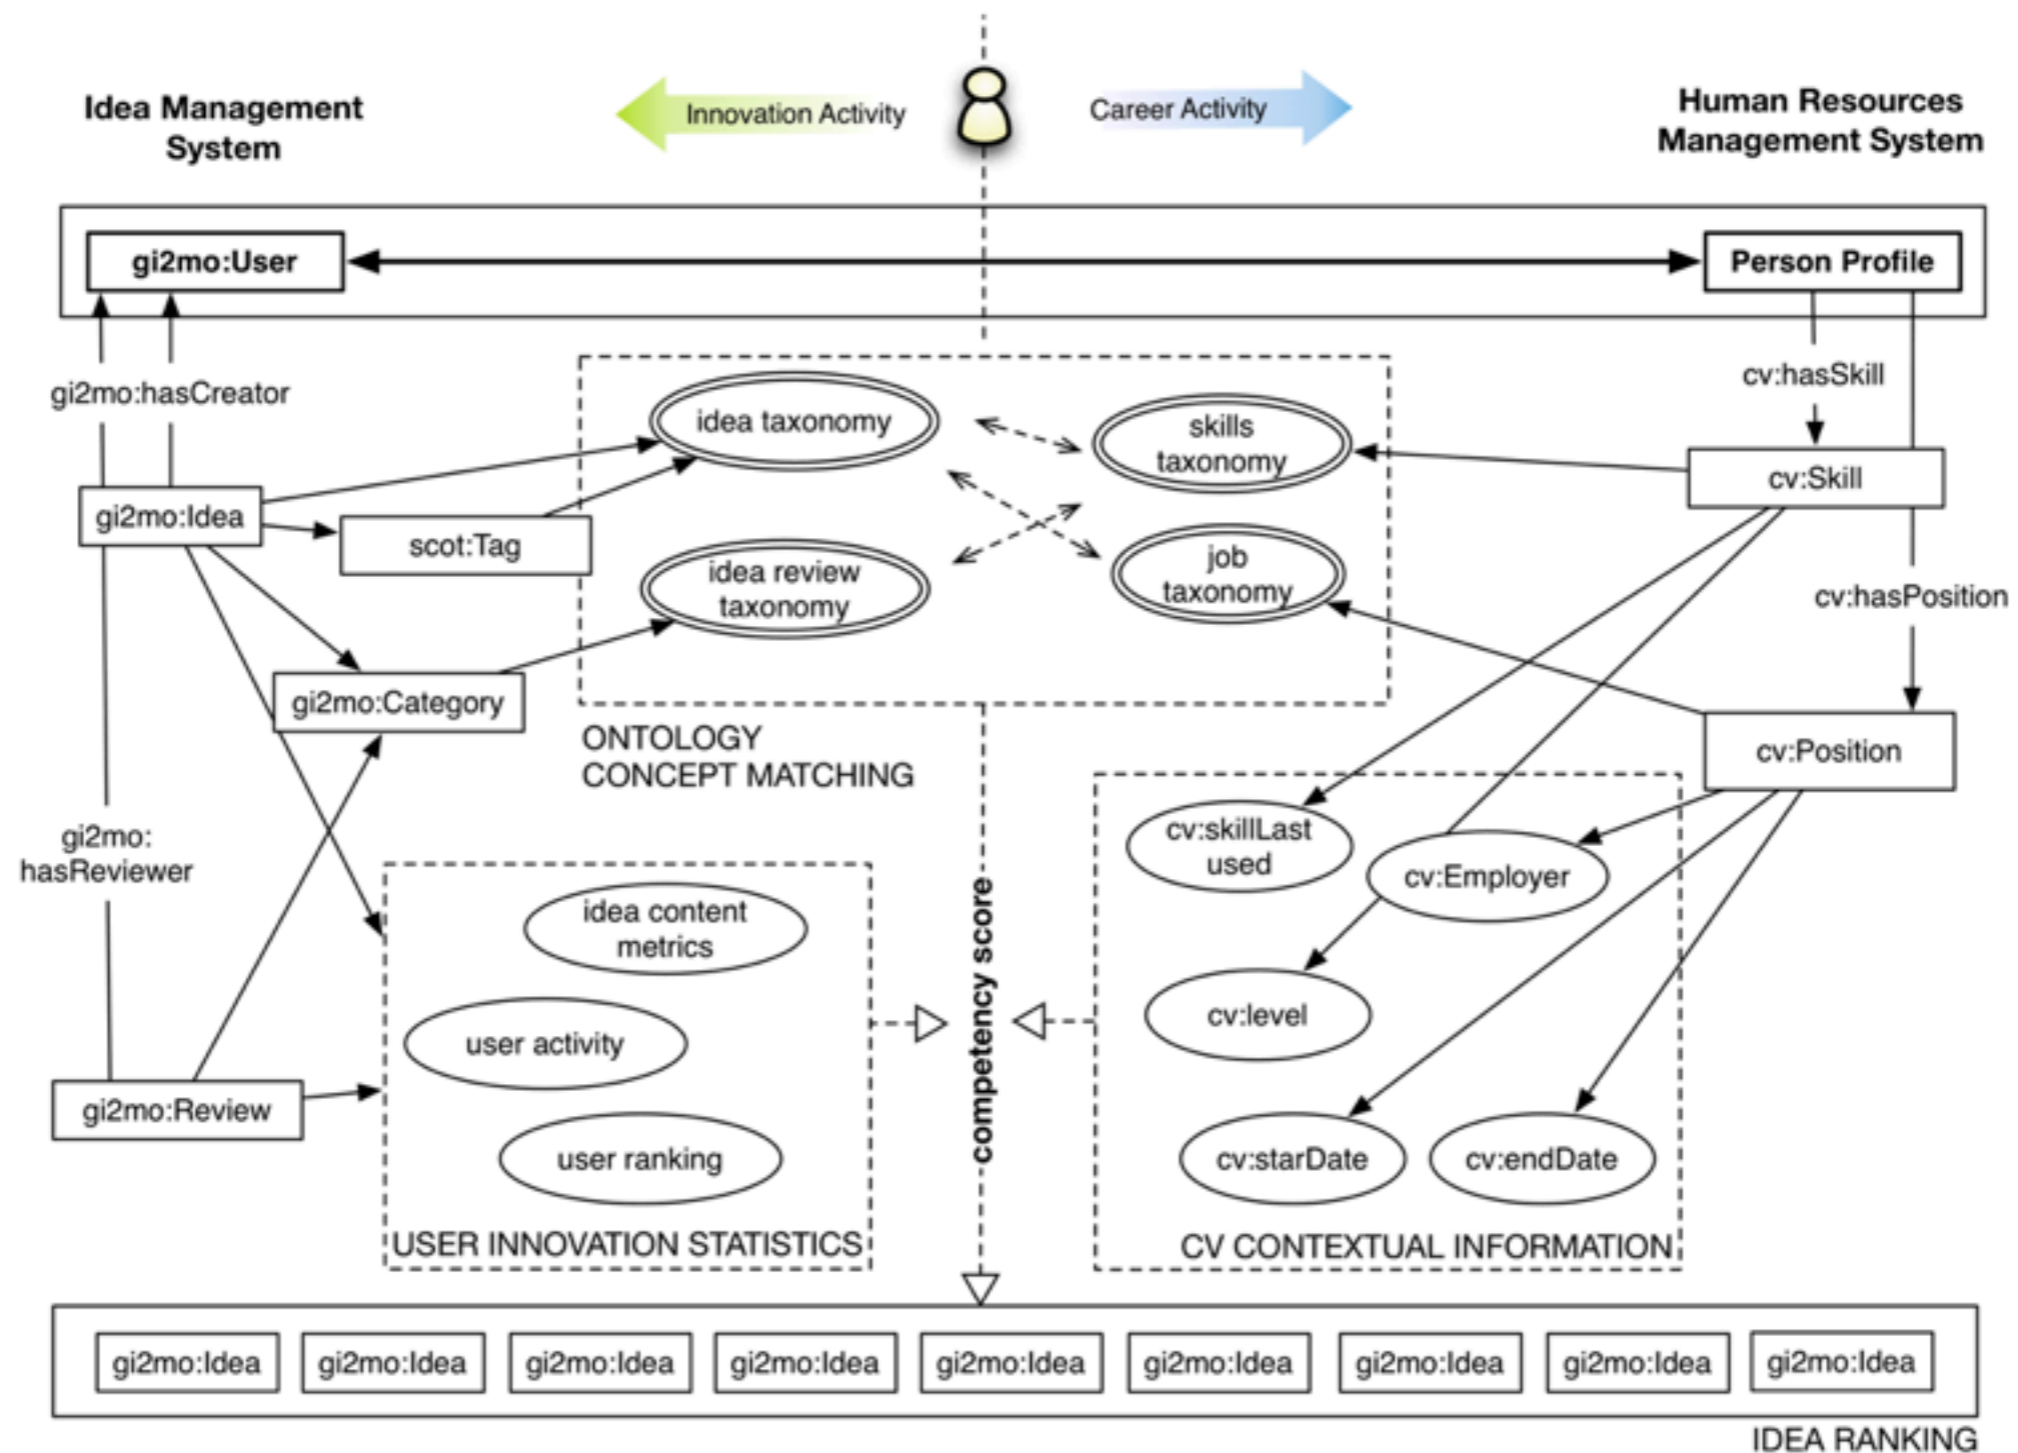 Idea Management
System
Innovation Activity
Career Activity
Human Resources
Management System
gi2mo:User
Person Profile
gi2mo:hasCreator
cv:hasSkill
idea taxonomy
skills
taxonomy
cv:Skill
gi2mo:Idea
scot:Tag
idea review
taxonomy
job
taxonomy
cv:hasPosition
gi2mo:Category
ONTOLOGY
CONCEPT MATCHING
cv:Position
gi2mo:
hasReviewer
cv:skillLast
used
cv:Employer
idea content
metrics
competency score
cv:level
user activity
gi2mo:Review
user ranking
cv:starDate
cv:endDate
USER INNOVATION STATISTICS
CV CONTEXTUAL INFORMATION
gi2mo:Idea
gi2mo:Idea
gi2mo:Idea
gi2mo:Idea
gi2mo:Idea
gi2mo:Idea
gi2mo:Idea
gi2mo:Idea
gi2mo:Idea
IDEA RANKING